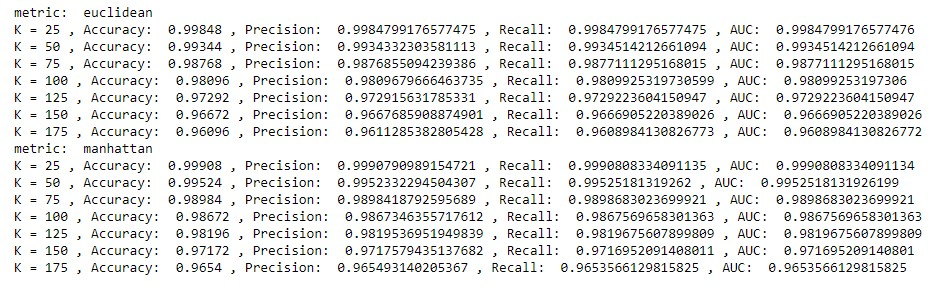 metric:  euclidean
K = 25 , Accuracy:  0.99848 , Precision:  0.9984799176577475 , Recall:  0.9984799176577475 , AUC:  0.9984799176577476
K = 50 , Accuracy:  0.99344 , Precision:  0.9934332303581113 , Recall:  0.9934514212661094 , AUC:  0.9934514212661094
K = 75 , Accuracy:  0.98768 , Precision:  0.9876855094239386 , Recall:  0.9877111295168015 , AUC:  0.9877111295168015
K = 100 , Accuracy:  0.98096 , Precision:  0.9809679666463735 , Recall:  0.9809925319730599 , AUC:  0.98099253197306
K = 125 , Accuracy:  0.97292 , Precision:  0.972915631785331 , Recall:  0.9729223604150947 , AUC:  0.9729223604150947
K = 150 , Accuracy:  0.96672 , Precision:  0.9667685908874901 , Recall:  0.9666905220389026 , AUC:  0.9666905220389026
K = 175 , Accuracy:  0.96096 , Precision:  0.9611285382805428 , Recall:  0.9608984130826773 , AUC:  0.9608984130826772
metric:  manhattan
K = 25 , Accuracy:  0.99908 , Precision:  0.9990790989154721 , Recall:  0.9990808334091135 , AUC:  0.9990808334091134
K = 50 , Accuracy:  0.99524 , Precision:  0.9952332294504307 , Recall:  0.99525181319262 , AUC:  0.9952518131926199
K = 75 , Accuracy:  0.98984 , Precision:  0.9898418792595689 , Recall:  0.9898683023699921 , AUC:  0.9898683023699921
K = 100 , Accuracy:  0.98672 , Precision:  0.9867346355717612 , Recall:  0.9867569658301363 , AUC:  0.9867569658301363
K = 125 , Accuracy:  0.98196 , Precision:  0.9819536951949839 , Recall:  0.9819675607899809 , AUC:  0.9819675607899809
K = 150 , Accuracy:  0.97172 , Precision:  0.9717579435137682 , Recall:  0.9716952091408011 , AUC:  0.971695209140801
K = 175 , Accuracy:  0.9654 , Precision:  0.965493140205367 , Recall:  0.9653566129815825 , AUC:  0.9653566129815825